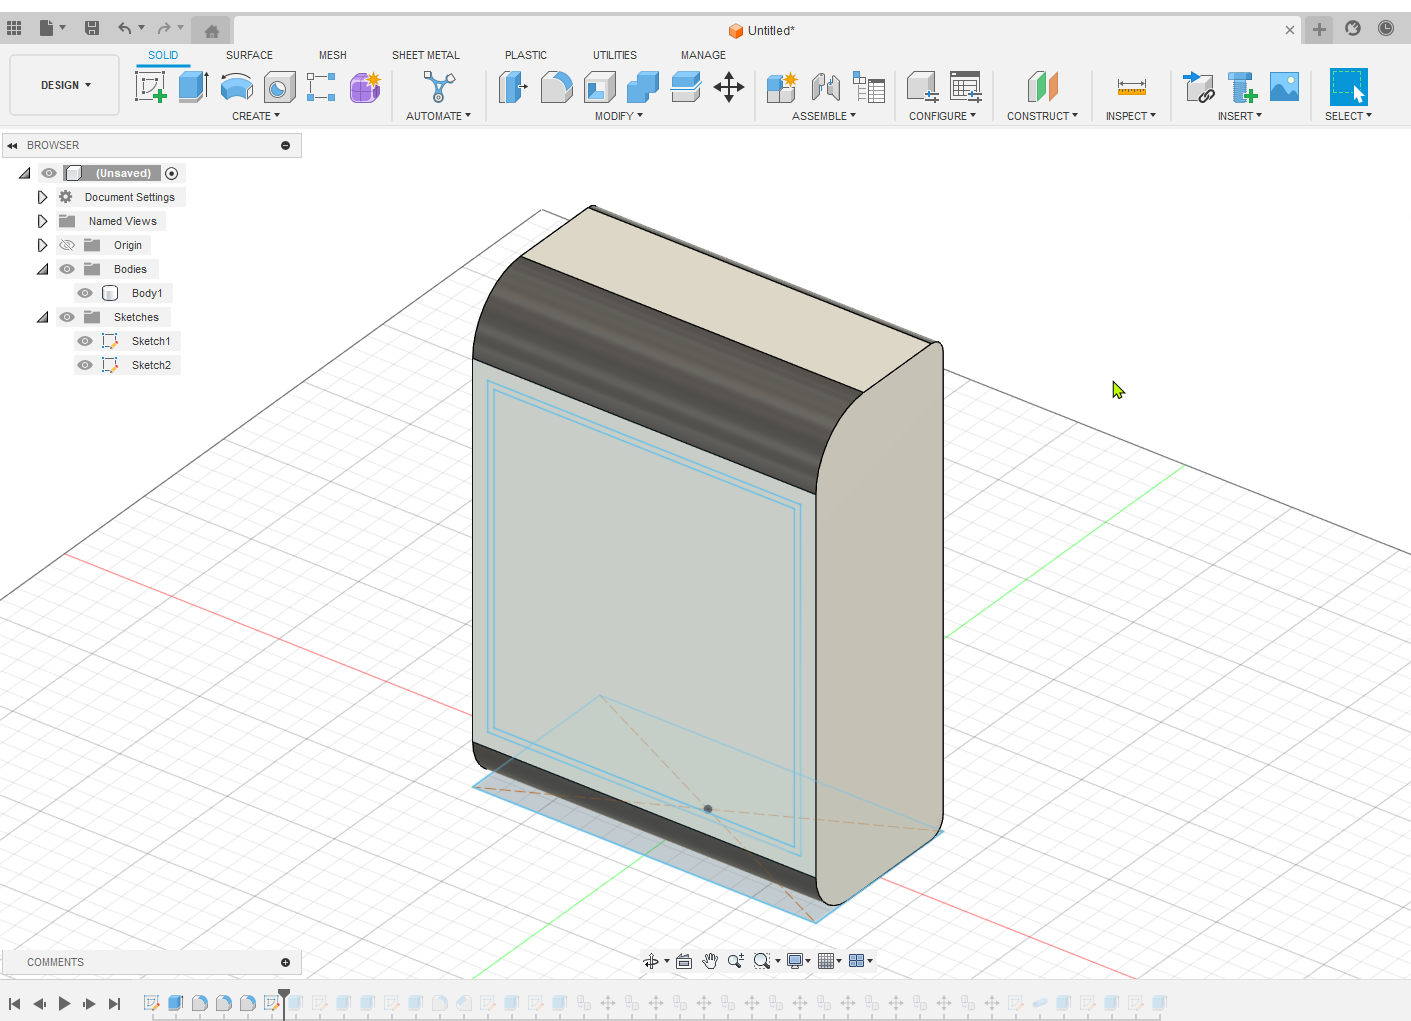 Untitled*
SOLID SURFACE MESH SHEET METAL PLASTIC UTILITIES MANAGE
DESIGN
CREATE AUTOMATE MODIFY ASSEMBLE CONFIGURE CONSTRUCT INSPECT INSERT SELECT
BROWSER
(Unsaved)
Document Settings
Named Views
Origin
Bodies
Body1
Sketches
Sketch1
Sketch2
COMMENTS